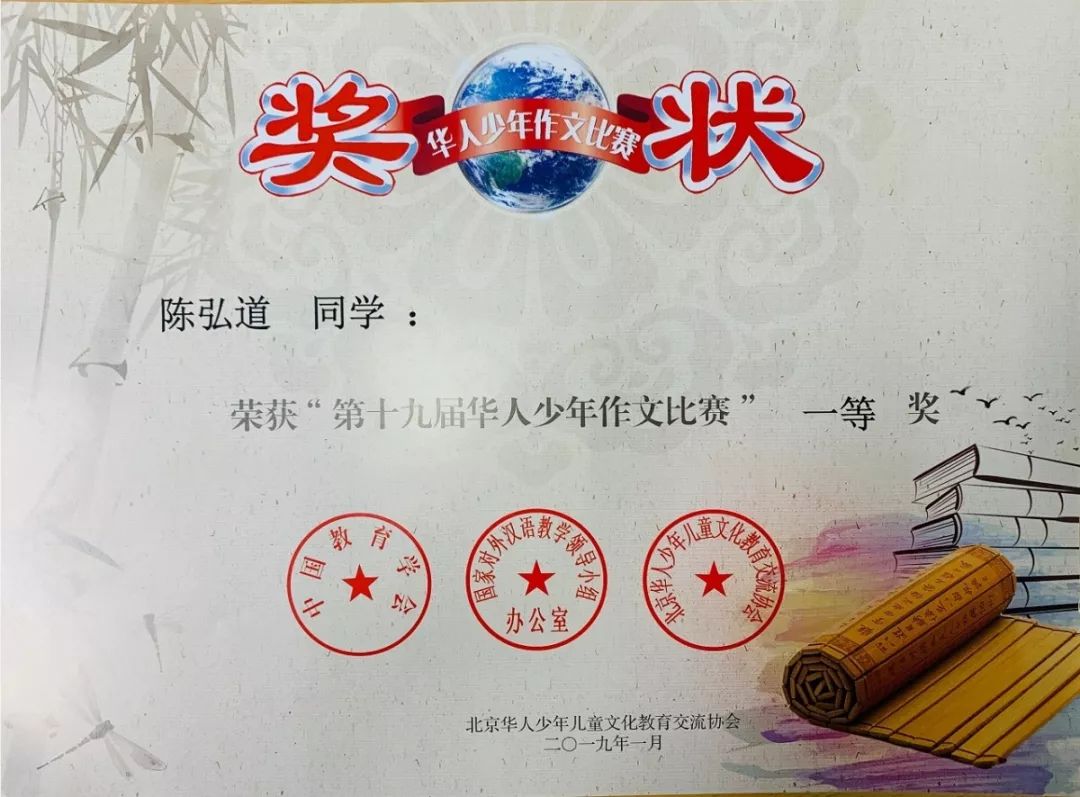 奖 华人少年作文比赛 状
陈弘道 同学：
荣获“第十九届华人少年作文比赛” 一等 奖
中国教育学会
国家对外汉语教学领导小组
办公室
北京华人少年儿童文化教育交流协会
北京华人少年儿童文化教育交流协会
二〇一九年一月